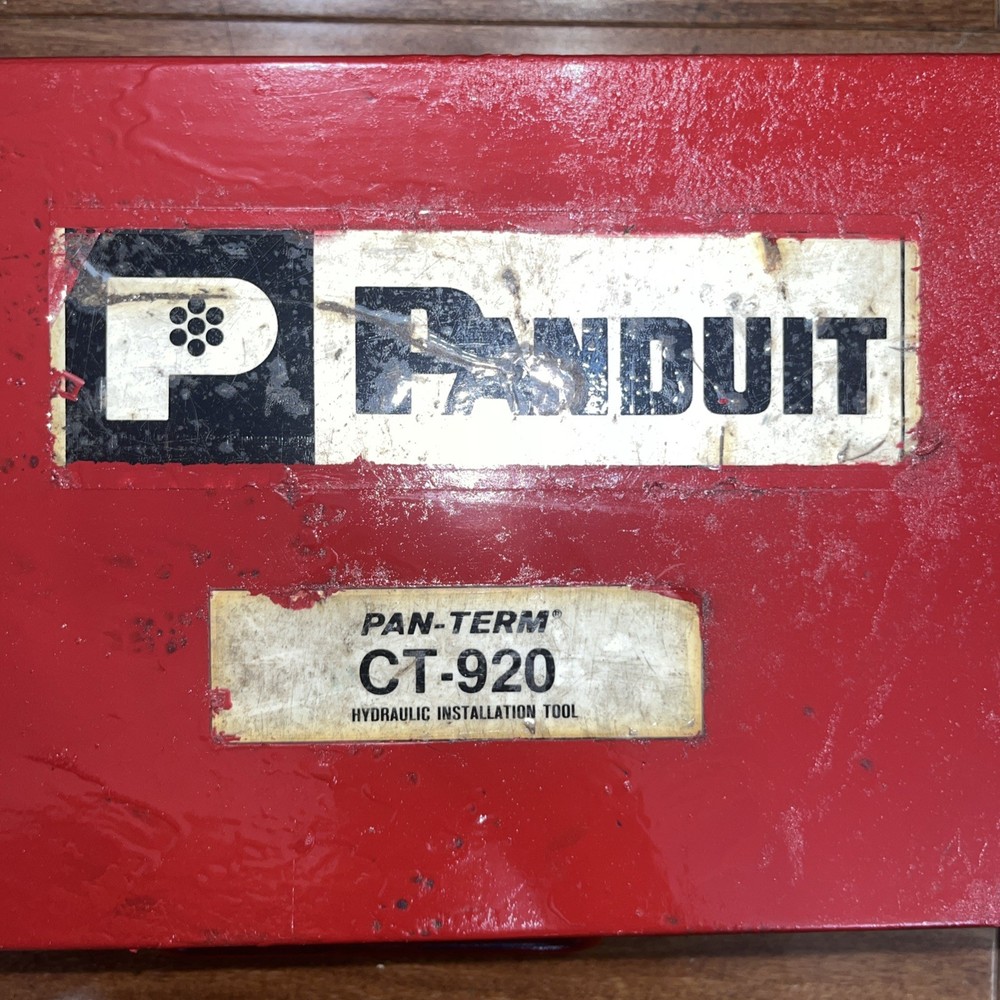 P PANDUIT
PAN-TERM®
CT-920
HYDRAULIC INSTALLATION TOOL